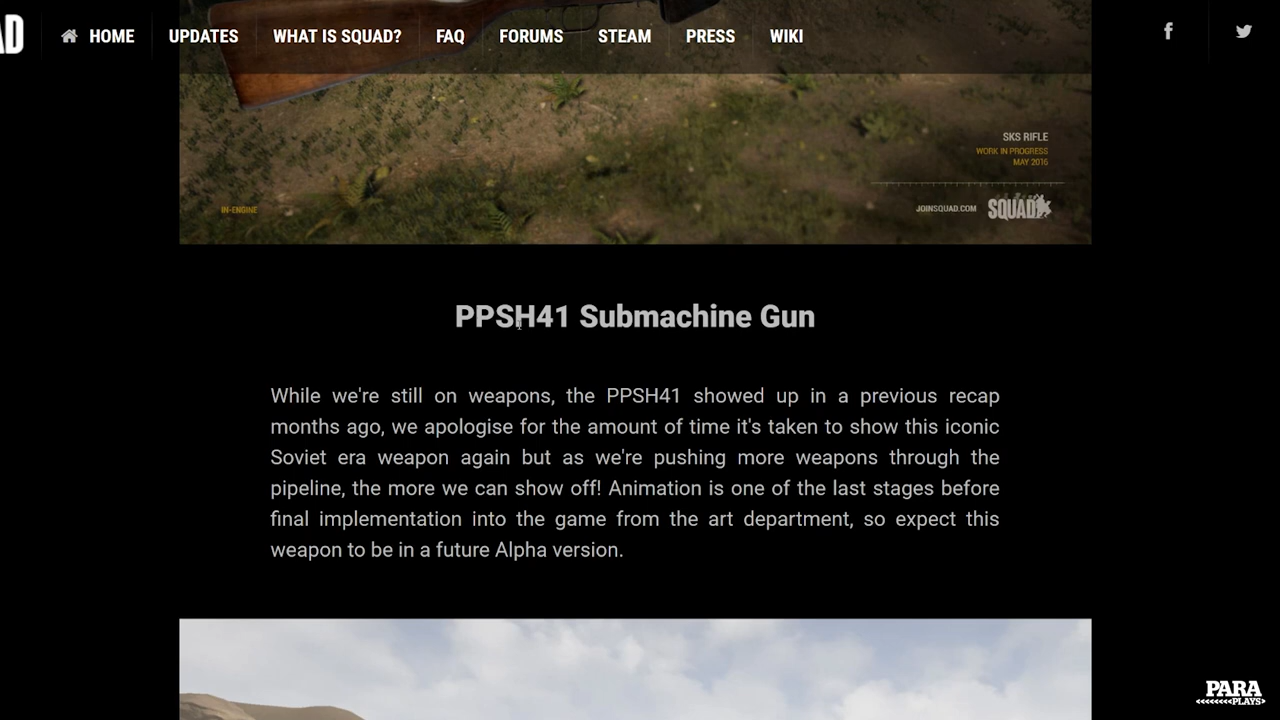 AD
HOME
UPDATES
WHAT IS SQUAD?
FAQ
FORUMS
STEAM
PRESS
WIKI
SKS RIFLE
WORK IN PROGRESS
MAY 2016
IN-ENGINE
JOINSQUAD.COM
SQUAD
PPSH41 Submachine Gun
While we're still on weapons, the PPSH41 showed up in a previous recap
months ago, we apologise for the amount of time it's taken to show this iconic
Soviet era weapon again but as we're pushing more weapons through the
pipeline, the more we can show off! Animation is one of the last stages before
final implementation into the game from the art department, so expect this
weapon to be in a future Alpha version.
PARA
PLAYS